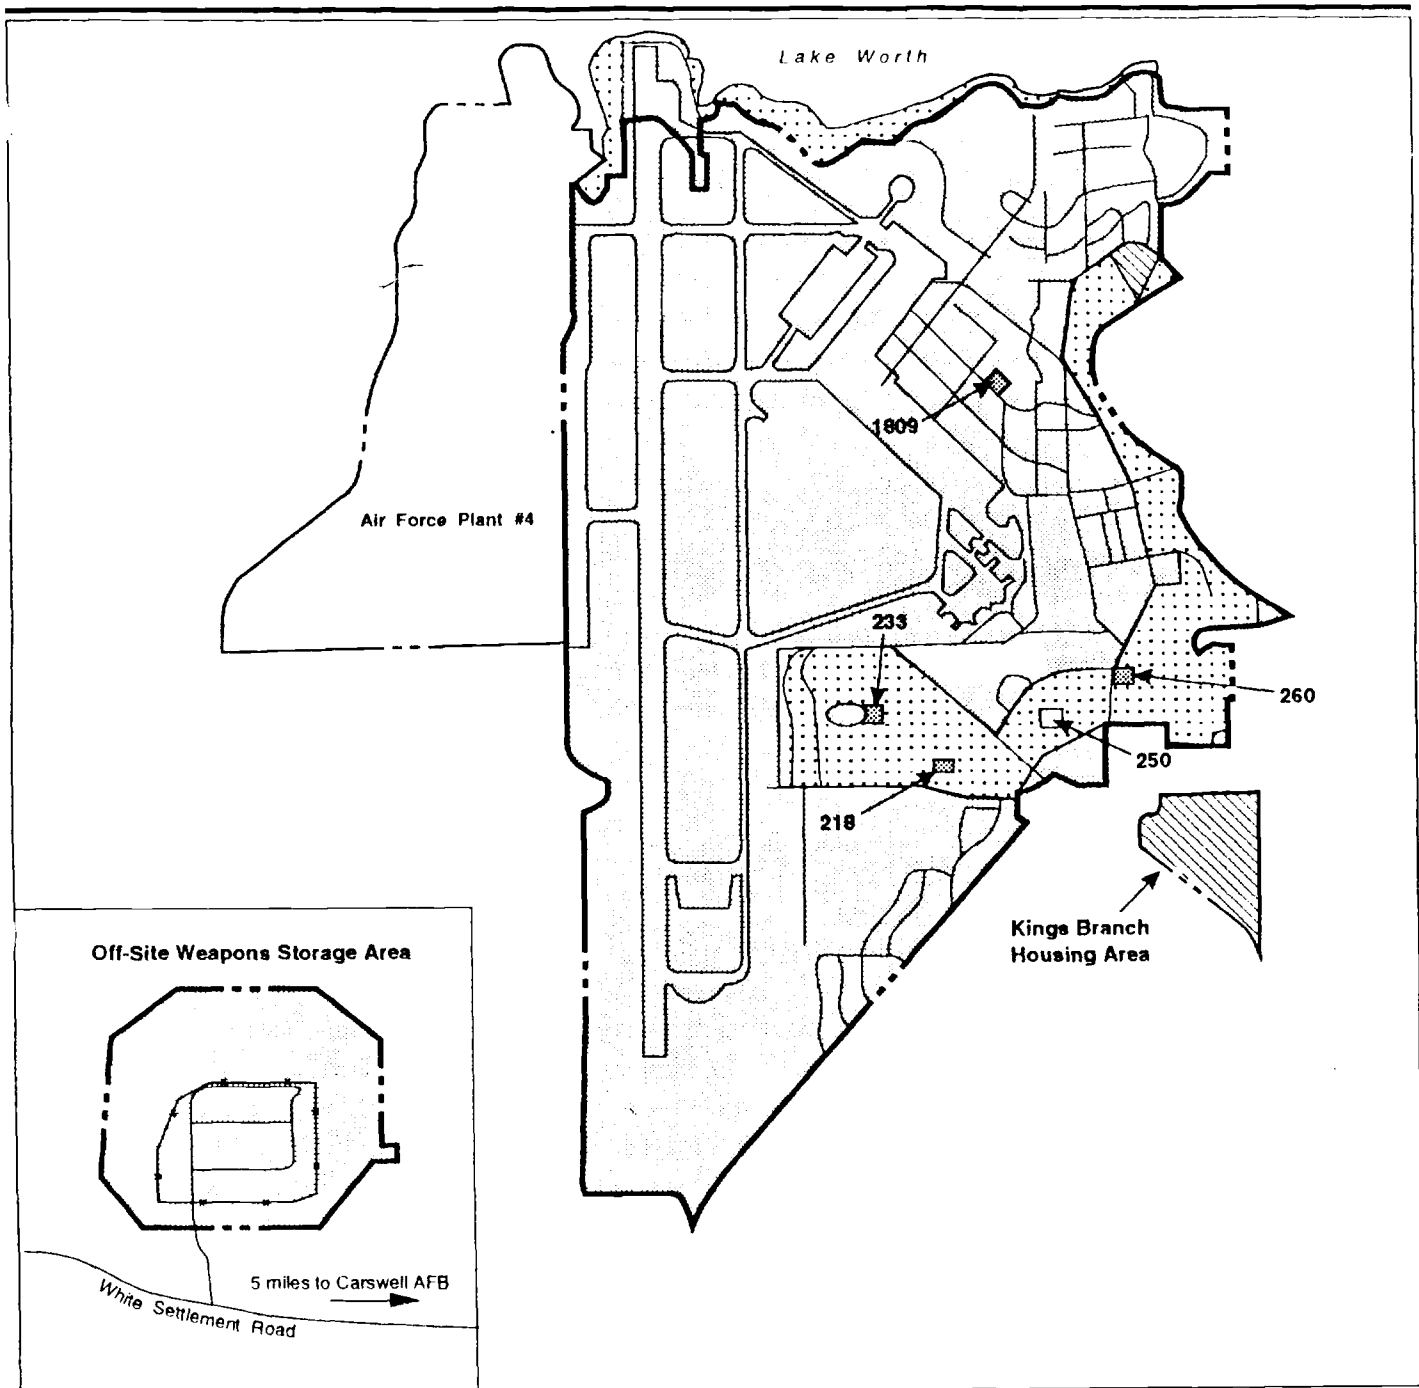 Lake Worth
1809
Air Force Plant #4
233
260
250
218
Kings Branch
Housing Area
Off-Site Weapons Storage Area
5 miles to Carswell AFB
White Settlement Road